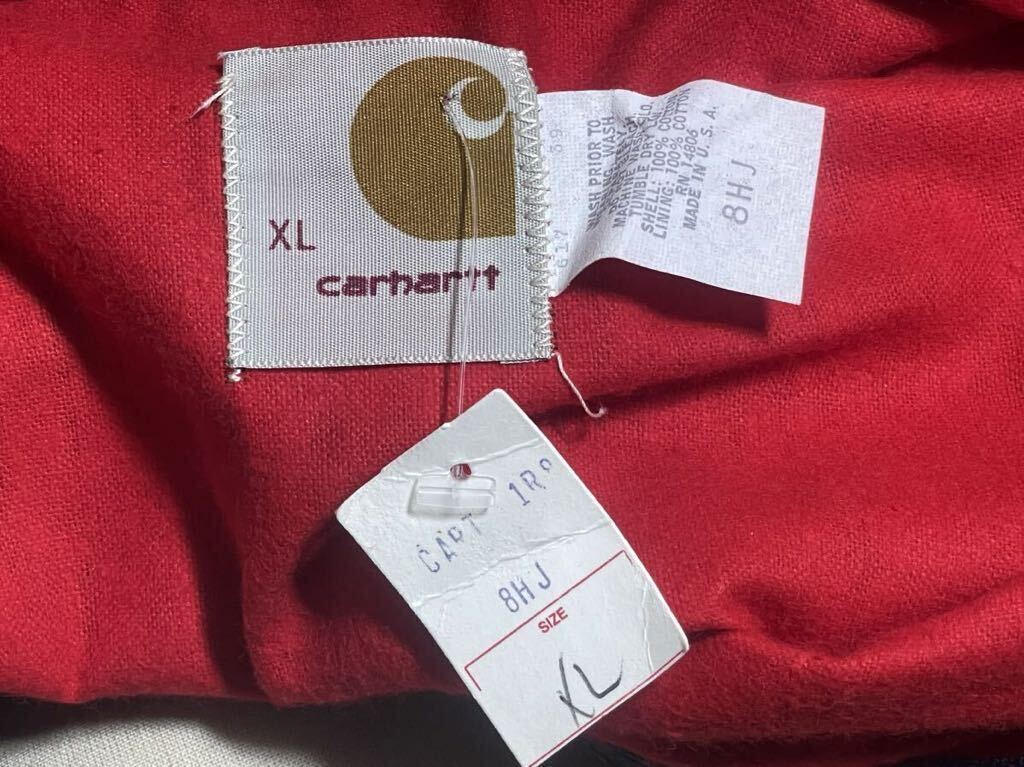 XL
carhartt
WASH PRIOR TO
WASH
MACHINE WASH
TUMBLE DRY
SHELL: 100% COTTON
LINING: 100% COTTON
RN 14806
MADE IN U.S.A.
8HJ
617
CART 1R
8HJ
SIZE
XL